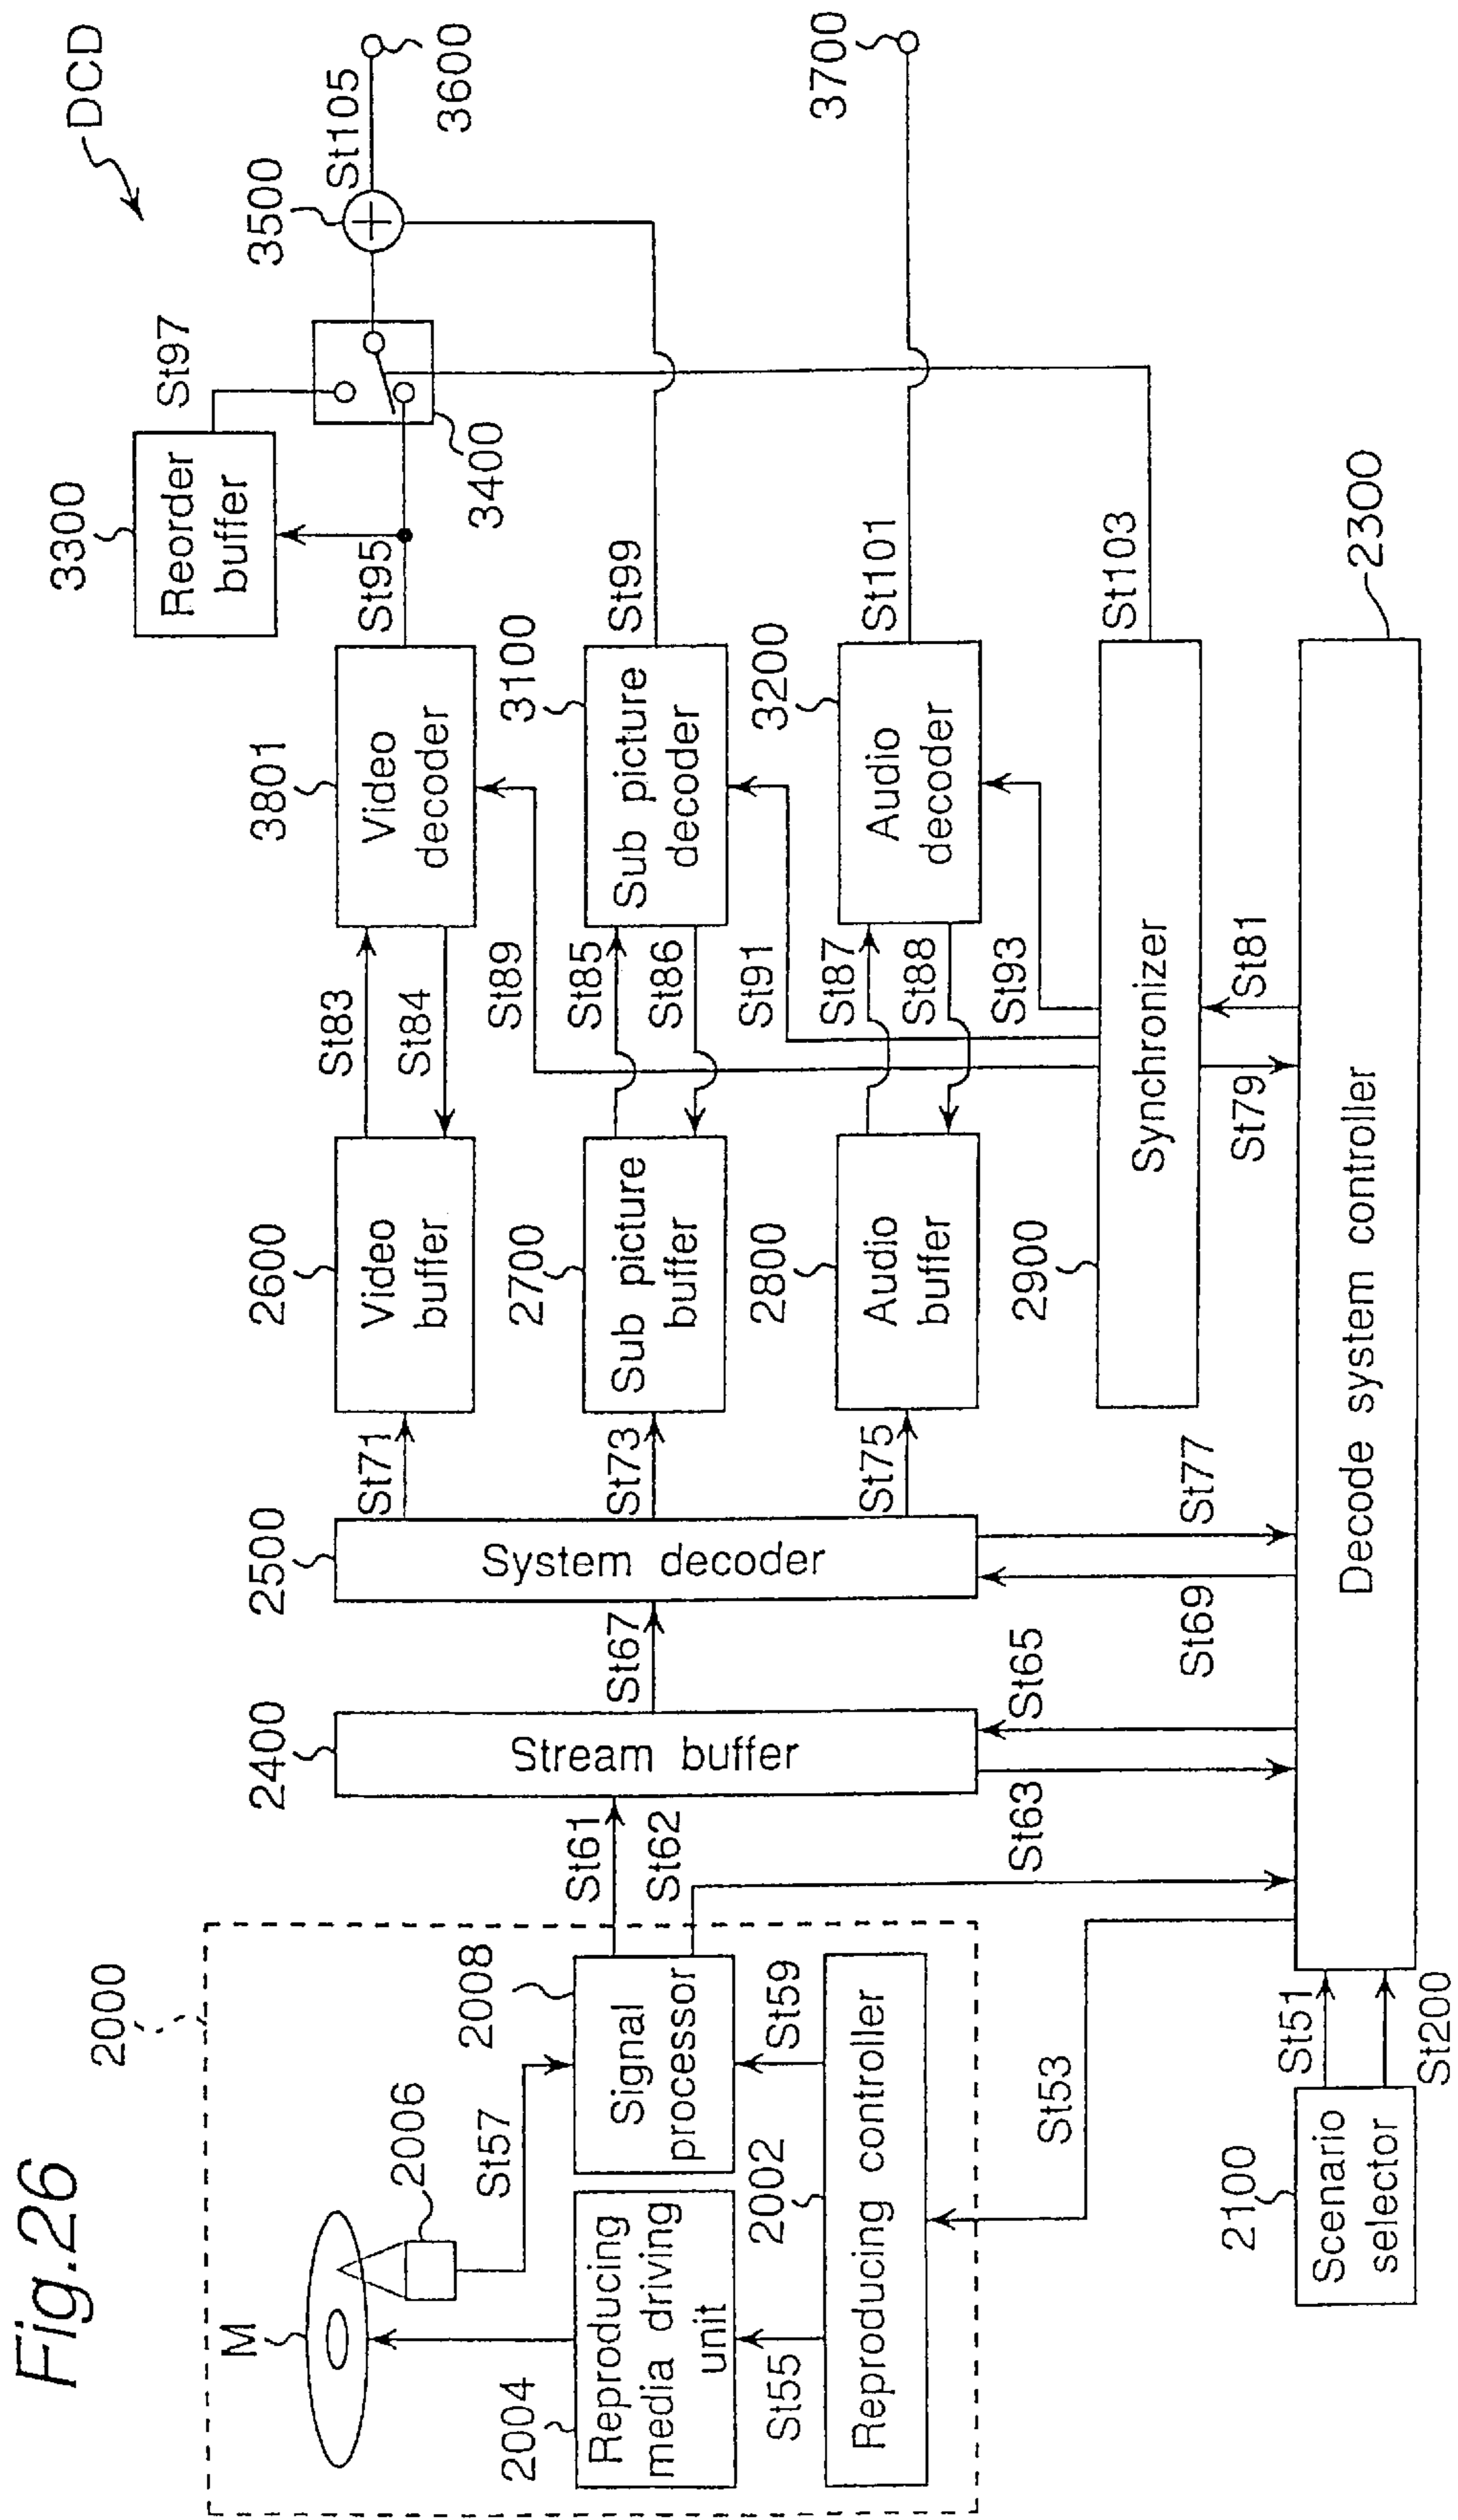 Fig.26
DCD
2000
M
2006
St57
2004
Reproducing
media driving
unit
2008
Signal
processor
St55
St59
2002
Reproducing controller
St61
St62
St53
2100
Scenario
selector
St51
St200
2400
Stream buffer
St63
St65
St67
2500
System decoder
St69
St77
St71
St73
St75
2600
Video
buffer
2700
Sub picture
buffer
2800
Audio
buffer
2900
Synchronizer
St79
St81
2300
Decode system controller
St83
St84
St89
St85
St86
St91
St87
St88
St93
3801
Video
decoder
3100
Sub picture
decoder
3200
Audio
decoder
St95
St99
St101
St103
3300
Reorder
buffer
St97
3400
3500
St105
3600
3700